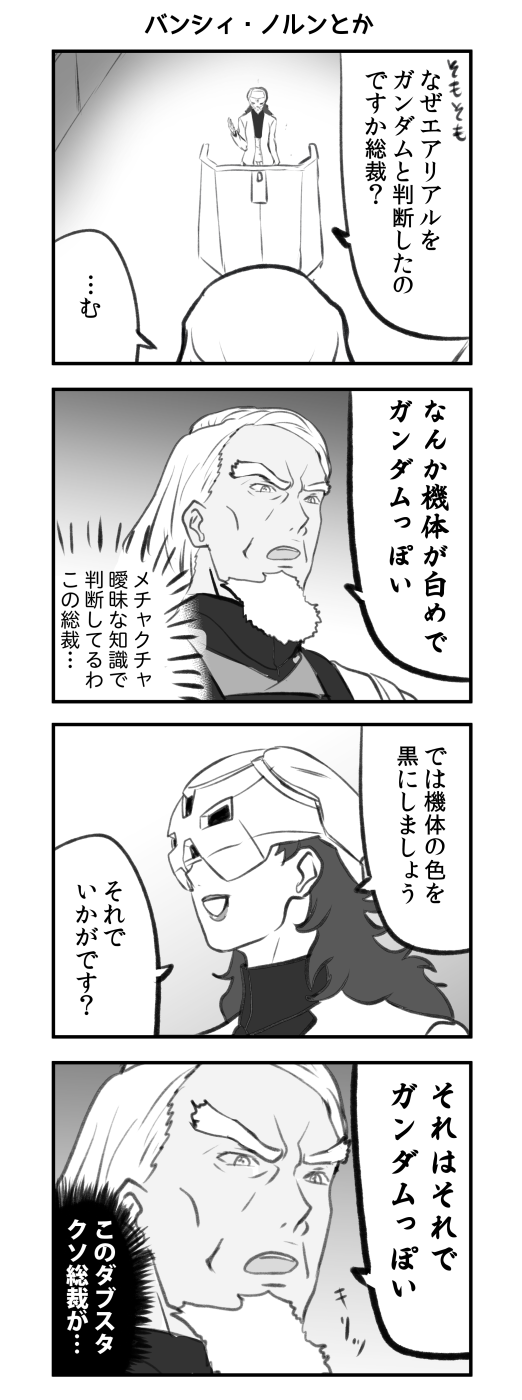 バンシィ・ノルンとか
そもそも
なぜエアリアルを
ガンダムと判断したの
ですか総裁？
…む
なんか機体が白めで
ガンダムっぽい
メチャクチャ
曖昧な知識で
判断してるわ
この総裁…
では機体の色を
黒にしましょう
それで
いかがです？
それはそれで
ガンダムっぽい
キリッ
このダブスタ
クソ総裁が…